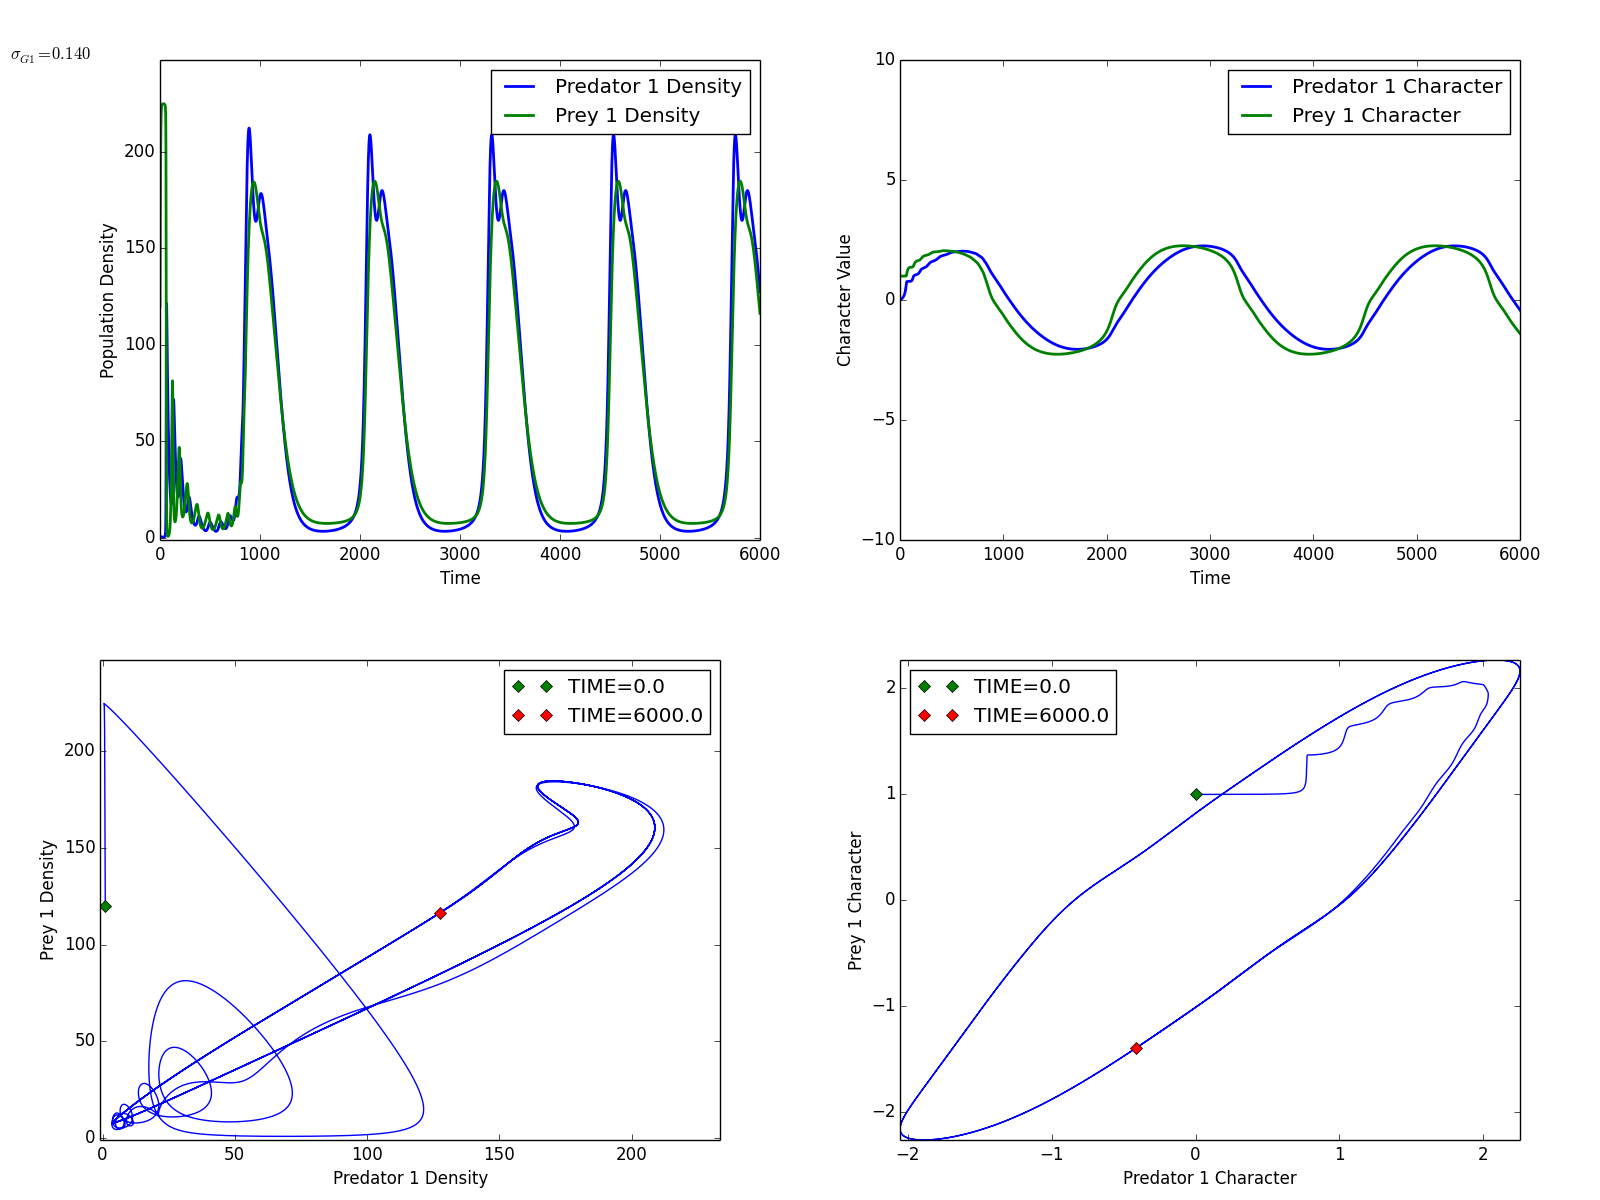 σ_G1=0.140
Predator 1 Density
Prey 1 Density
200
150
100
50
0
0 1000 2000 3000 4000 5000 6000
Population Density
Time
Predator 1 Character
Prey 1 Character
10
5
0
−5
−10
0 1000 2000 3000 4000 5000 6000
Character Value
Time
TIME=0.0
TIME=6000.0
200
150
100
50
0
0 50 100 150 200
Prey 1 Density
Predator 1 Density
TIME=0.0
TIME=6000.0
2
1
0
−1
−2
−2 −1 0 1 2
Prey 1 Character
Predator 1 Character